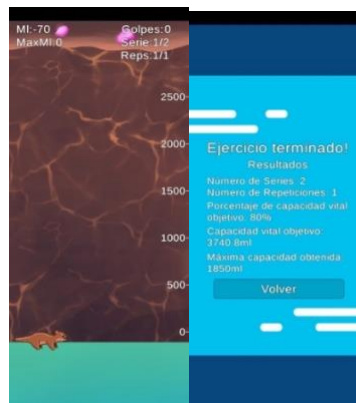 Ml:-70
Golpes:0
MaxMl:0
Serie:1/2
Reps:1/1
2500-
2000-
1500-
1000-
500-
0-
Ejercicio terminado!
Resultados
Numero de Series: 2
Numero de Repeticiones: 1
Porcentaje de capacidad vital
objetivo: 80%
Capacidad vital objetivo:
3740.8ml
Máxima capacidad obtenida:
1850ml
Volver